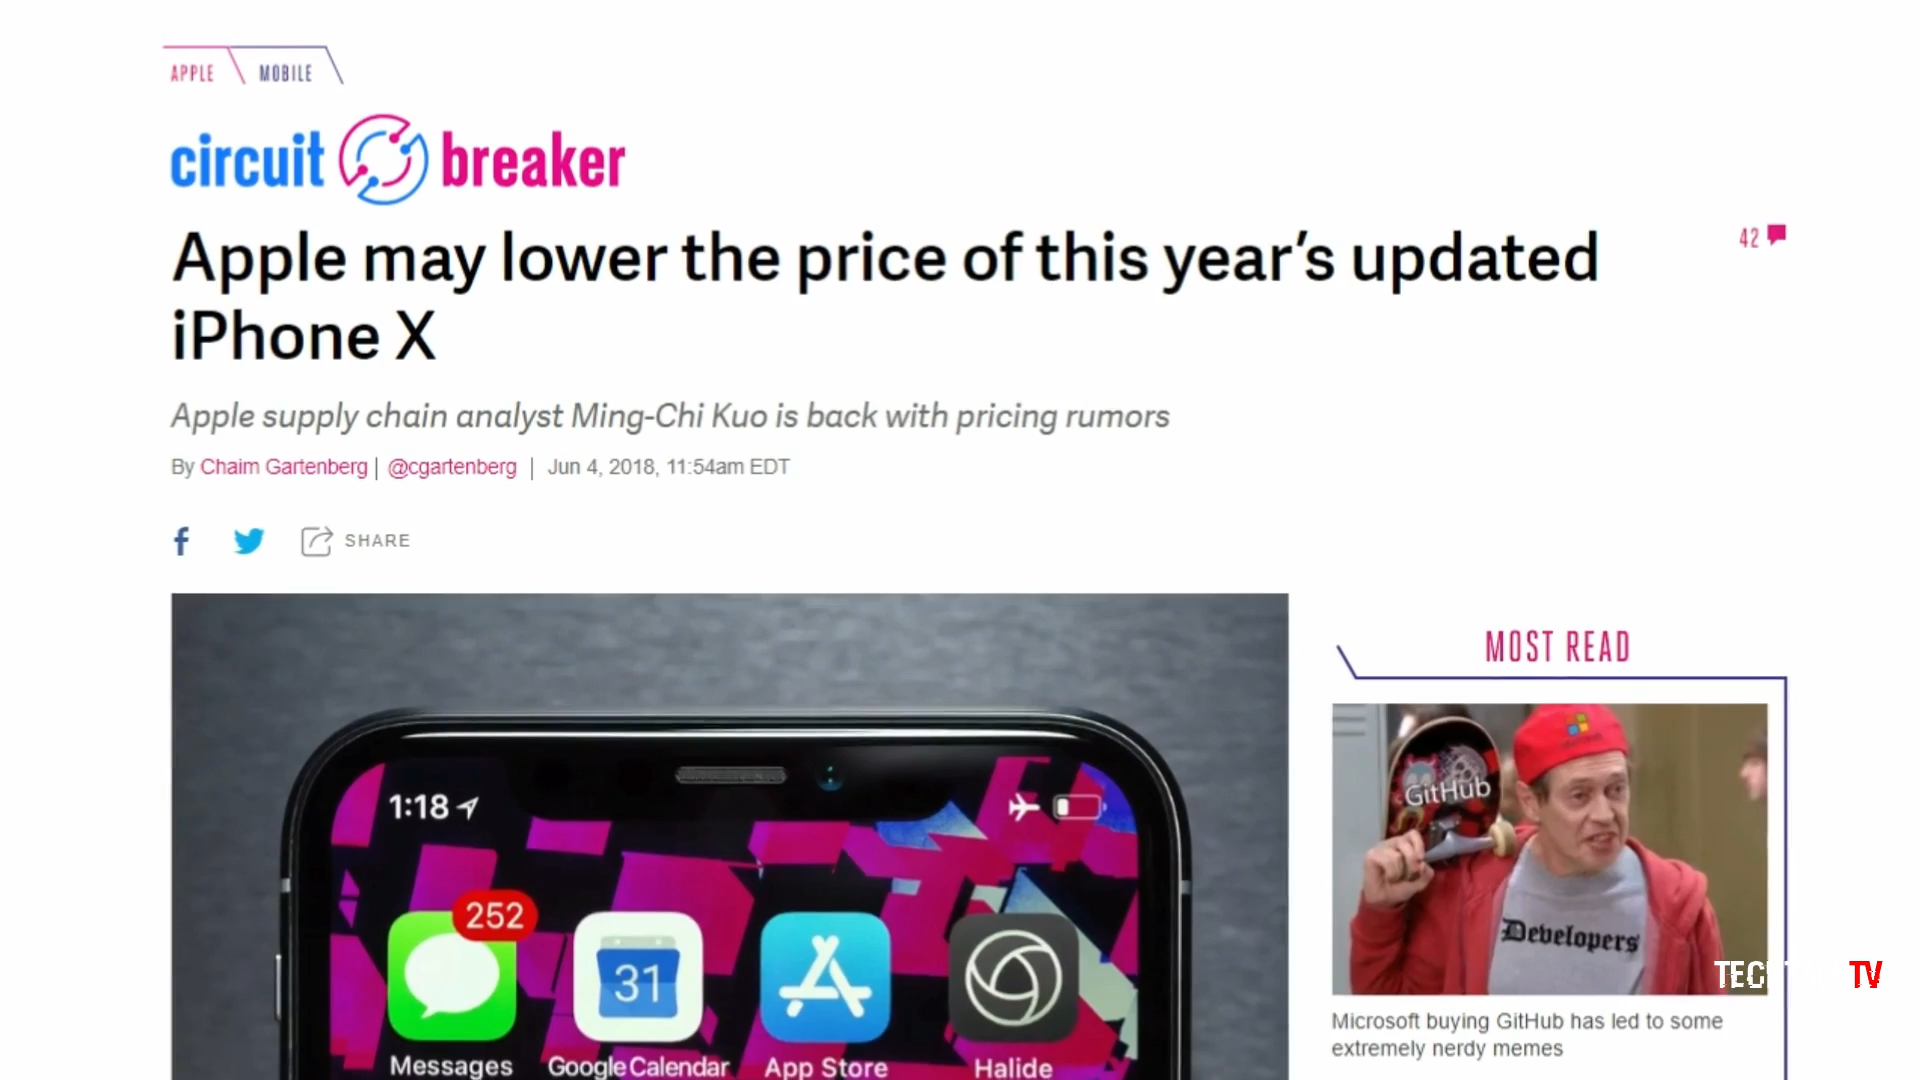 APPLE MOBILE
circuit breaker
Apple may lower the price of this year's updated
iPhone X
42
Apple supply chain analyst Ming-Chi Kuo is back with pricing rumors
By Chaim Gartenberg | @cgartenberg | Jun 4, 2018, 11:54am EDT
SHARE
MOST READ
1:18
252
31
Messages Google Calendar App Store Halide
GitHub
Developers
TV
Microsoft buying GitHub has led to some
extremely nerdy memes